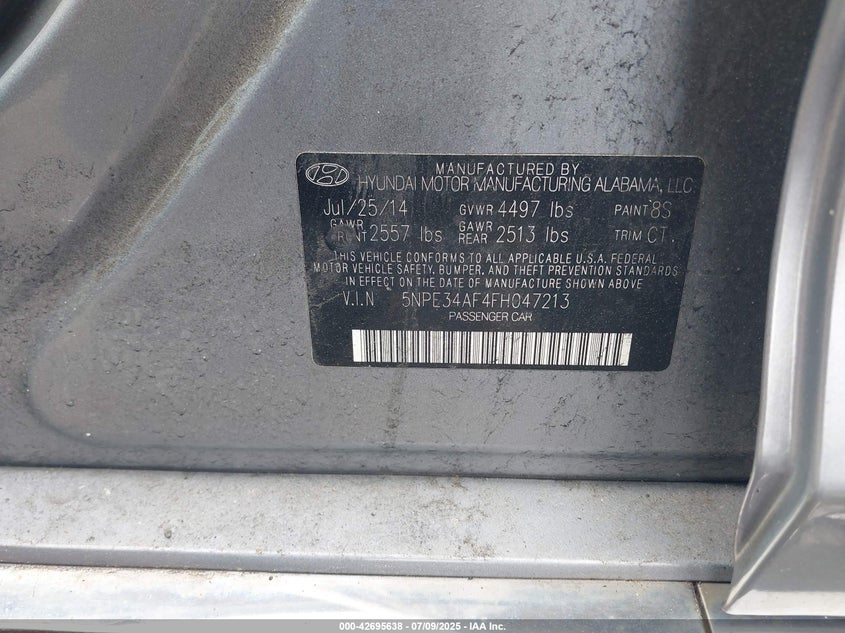 MANUFACTURED BY
HYUNDAI MOTOR MANUFACTURING ALABAMA, LLC
Jul/25/14 GVWR 4497 lbs PAINT 8S
GAWR FRONT 2557 lbs GAWR REAR 2513 lbs TRIM CT.
THIS VEHICLE CONFORMS TO ALL APPLICABLE U.S.A. FEDERAL
MOTOR VEHICLE SAFETY, BUMPER, AND THEFT PREVENTION STANDARDS
IN EFFECT ON THE DATE OF MANUFACTURE SHOWN ABOVE.
V.I.N 5NPE34AF4FH047213
PASSENGER CAR
000-42695638 - 07/09/2025 - IAA Inc.